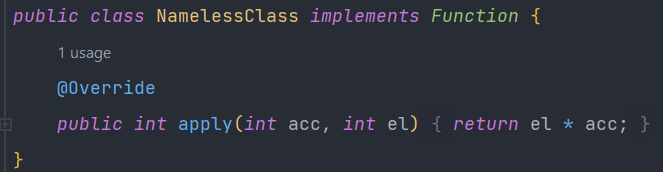 public class NamelessClass implements Function {
1 usage
@Override
public int apply(int acc, int el) { return el * acc; }
}